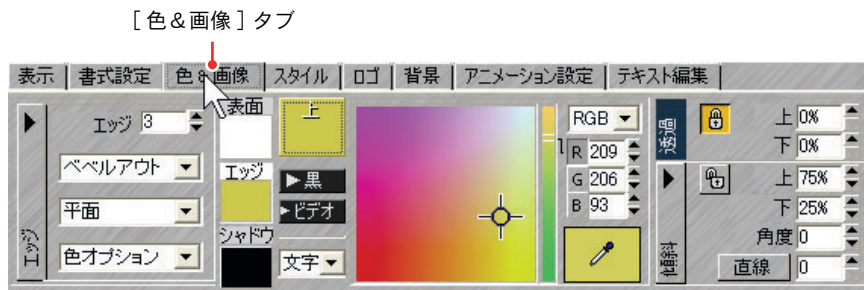 ［色＆画像］タブ
表示 書式設定 色&画像 スタイル ロゴ 背景 アニメーション設定 テキスト編集
エッジ 3 表面 上 RGB 透過 上 0%
R 209 下 0%
ベベルアウト エッジ 黒 G 206 上 75%
平面 ビデオ B 93 下 25%
エッジ シャドウ 傾斜 角度 0
色オプション 文字 直線 0